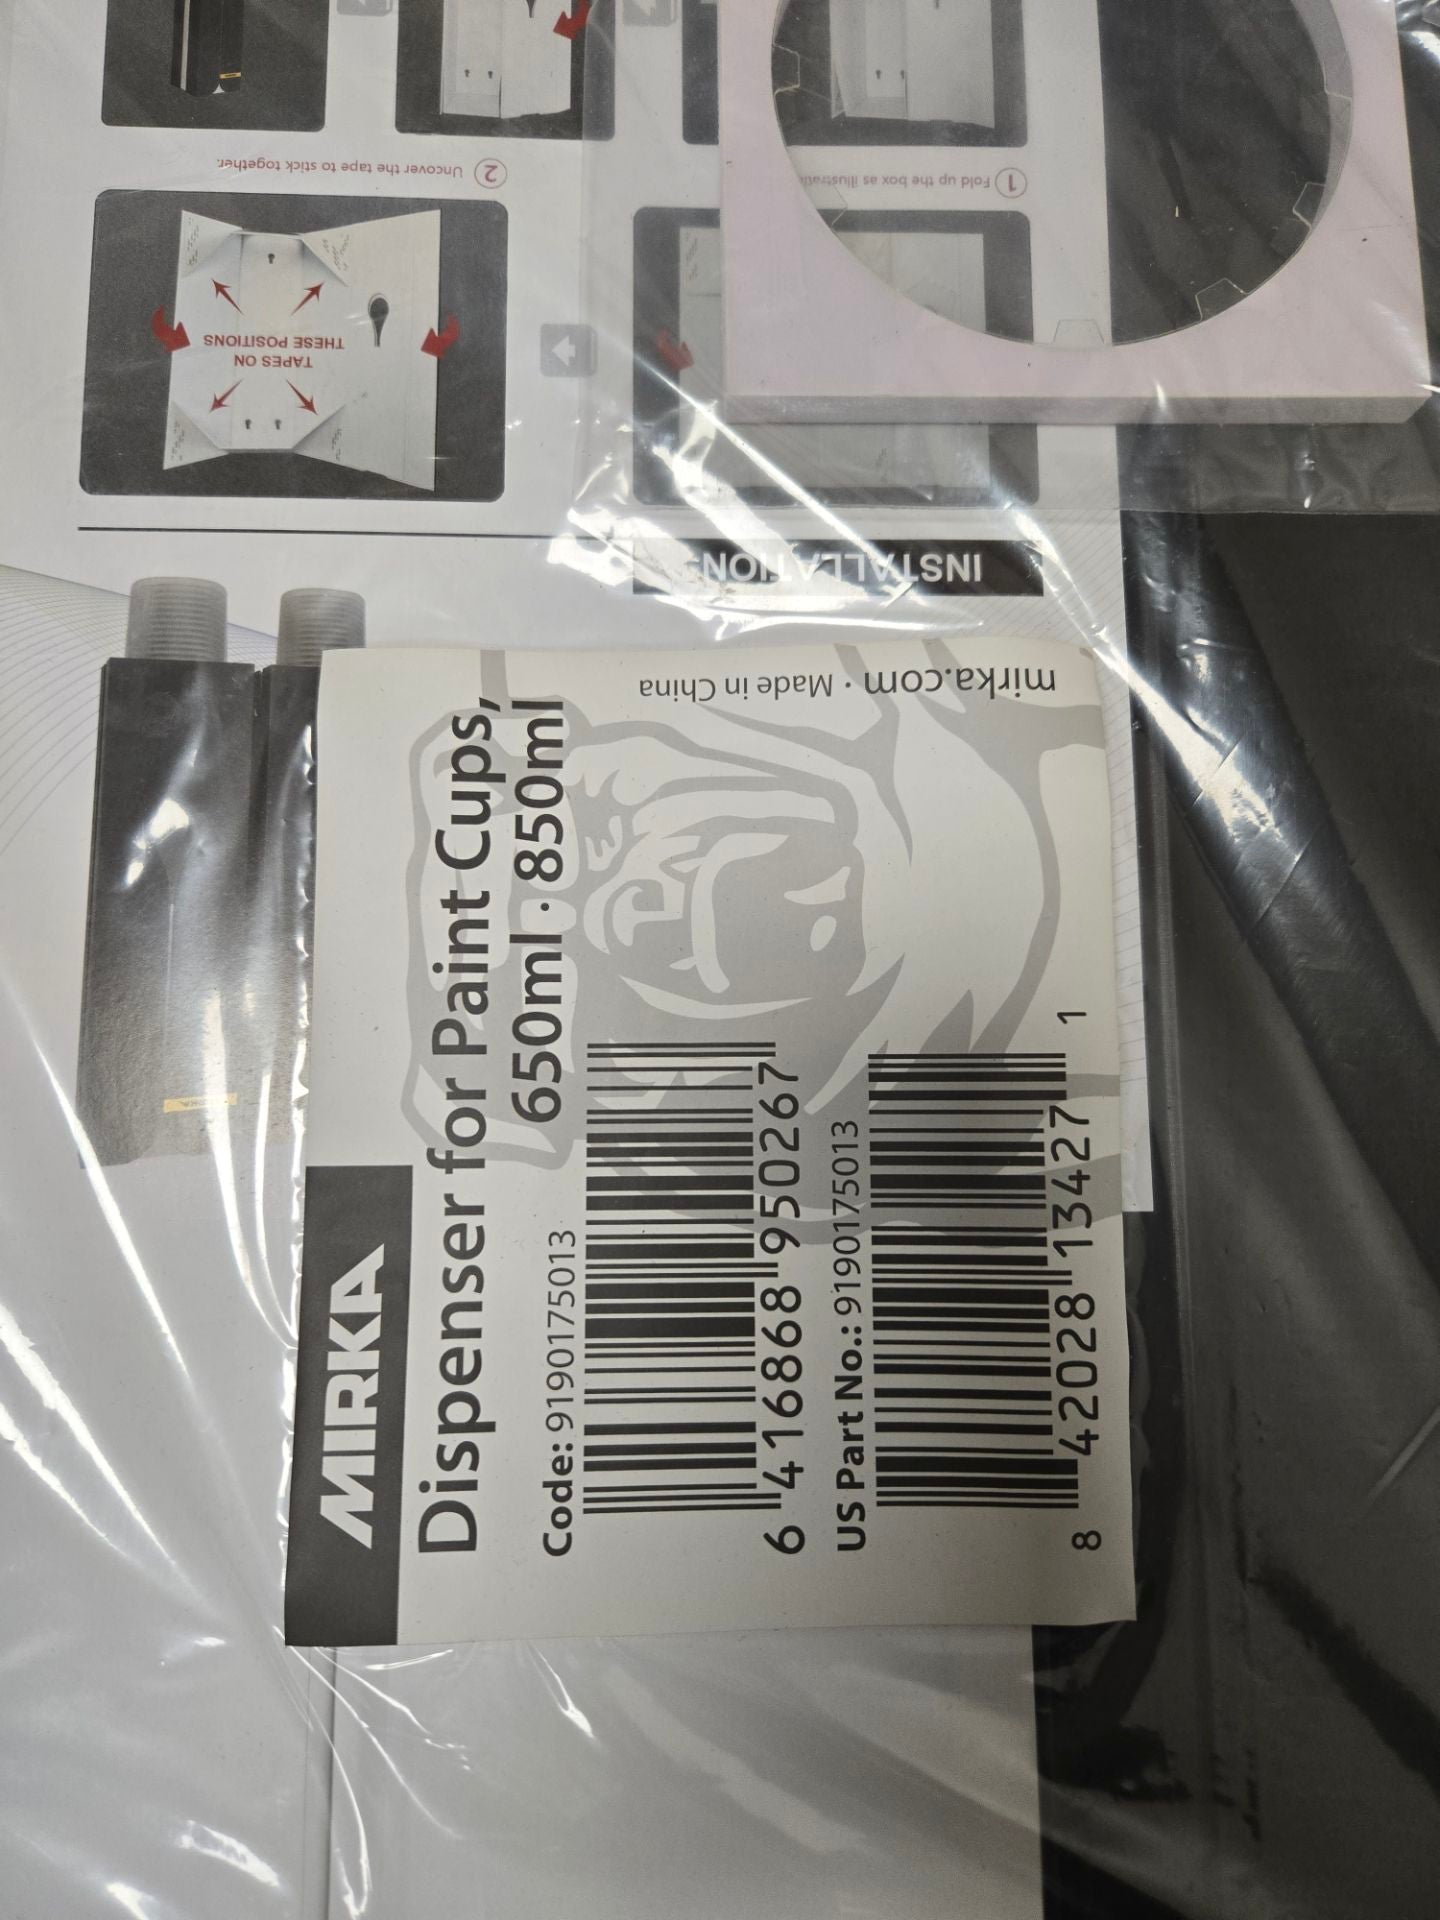 MIRKA
Dispenser for Paint Cups,
650ml · 850ml
Code: 9190175013
6 416868 950267
US Part No.: 9190175013
8 42028 13427 1
mirka.com · Made in China
INSTALLATION
1 Fold up the box as
2 Uncover the tape to stick together.
TAPES ON
THESE POSITIONS